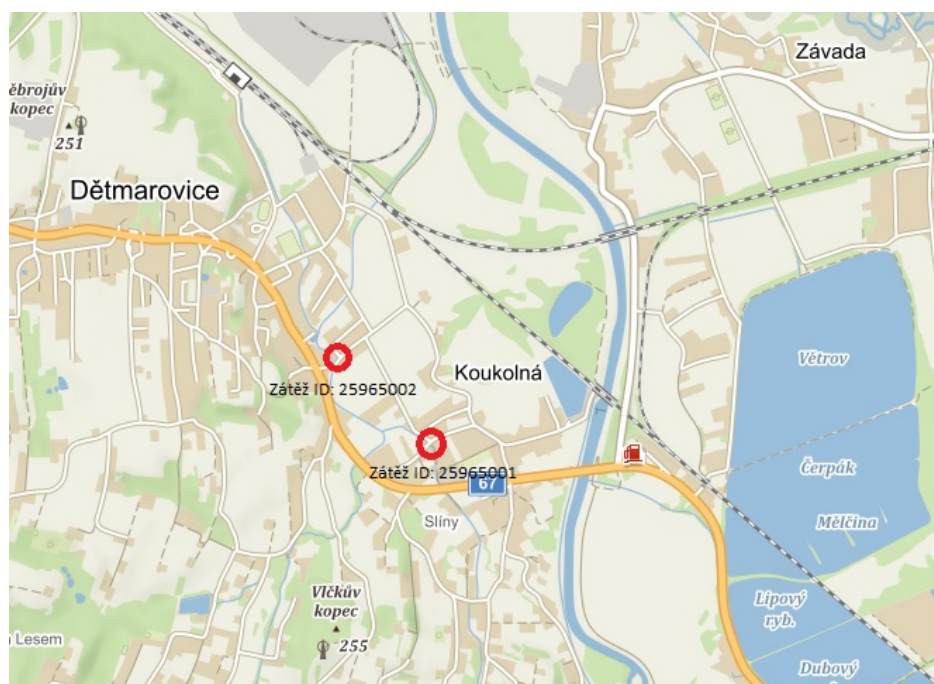 Závada
ěbrojův
kopec
251
Dětmarovice
Větrov
Koukolná
Zátěž ID: 25965002
Zátěž ID: 25965001
67
Čerpák
Slíny
Mělčina
Vlčkův
kopec
255
Lipový
ryb.
Lesem
Dubový